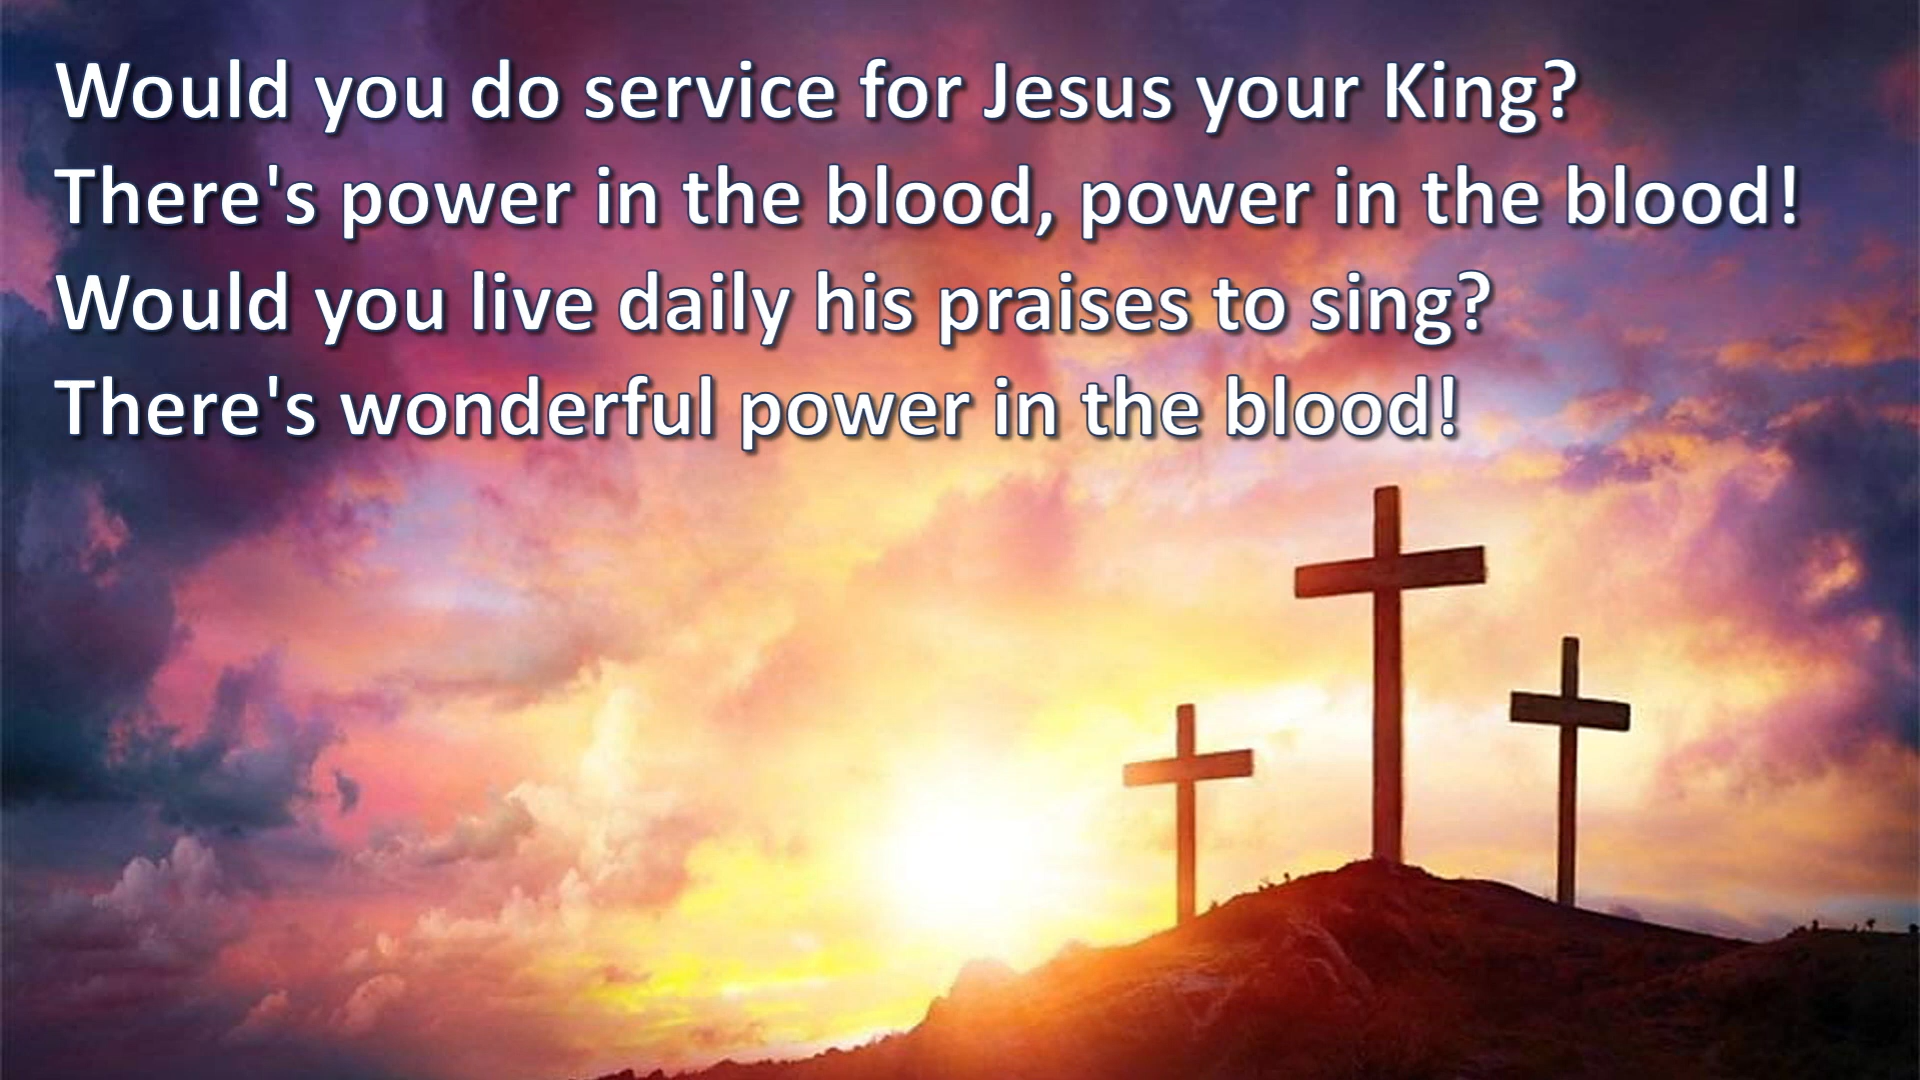 Would you do service for Jesus your King?
There's power in the blood, power in the blood!
Would you live daily his praises to sing?
There's wonderful power in the blood!